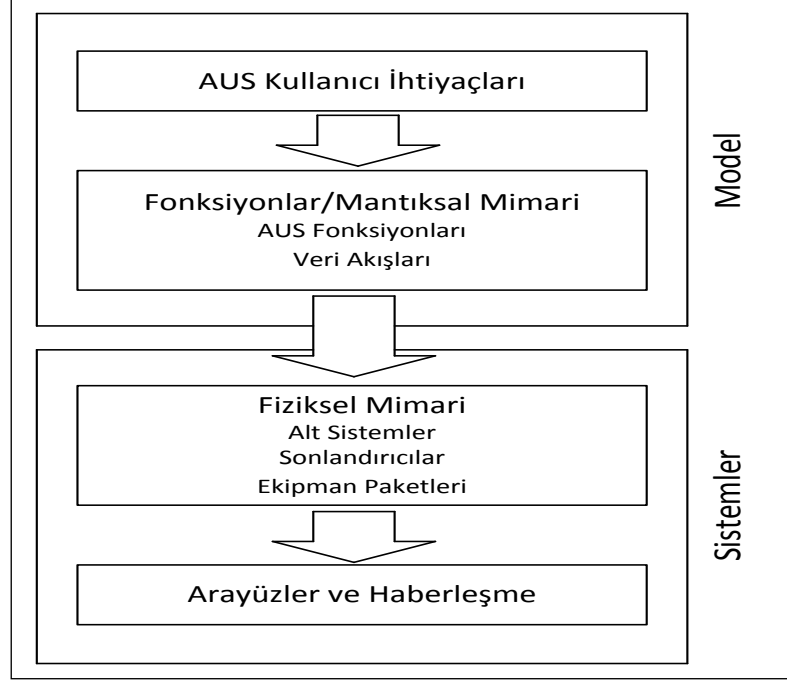 AUS Kullanıcı İhtiyaçları
Fonksiyonlar/Mantıksal Mimari
AUS Fonksiyonları
Veri Akışları
Model
Fiziksel Mimari
Alt Sistemler
Sonlandırıcılar
Ekipman Paketleri
Arayüzler ve Haberleşme
Sistemler